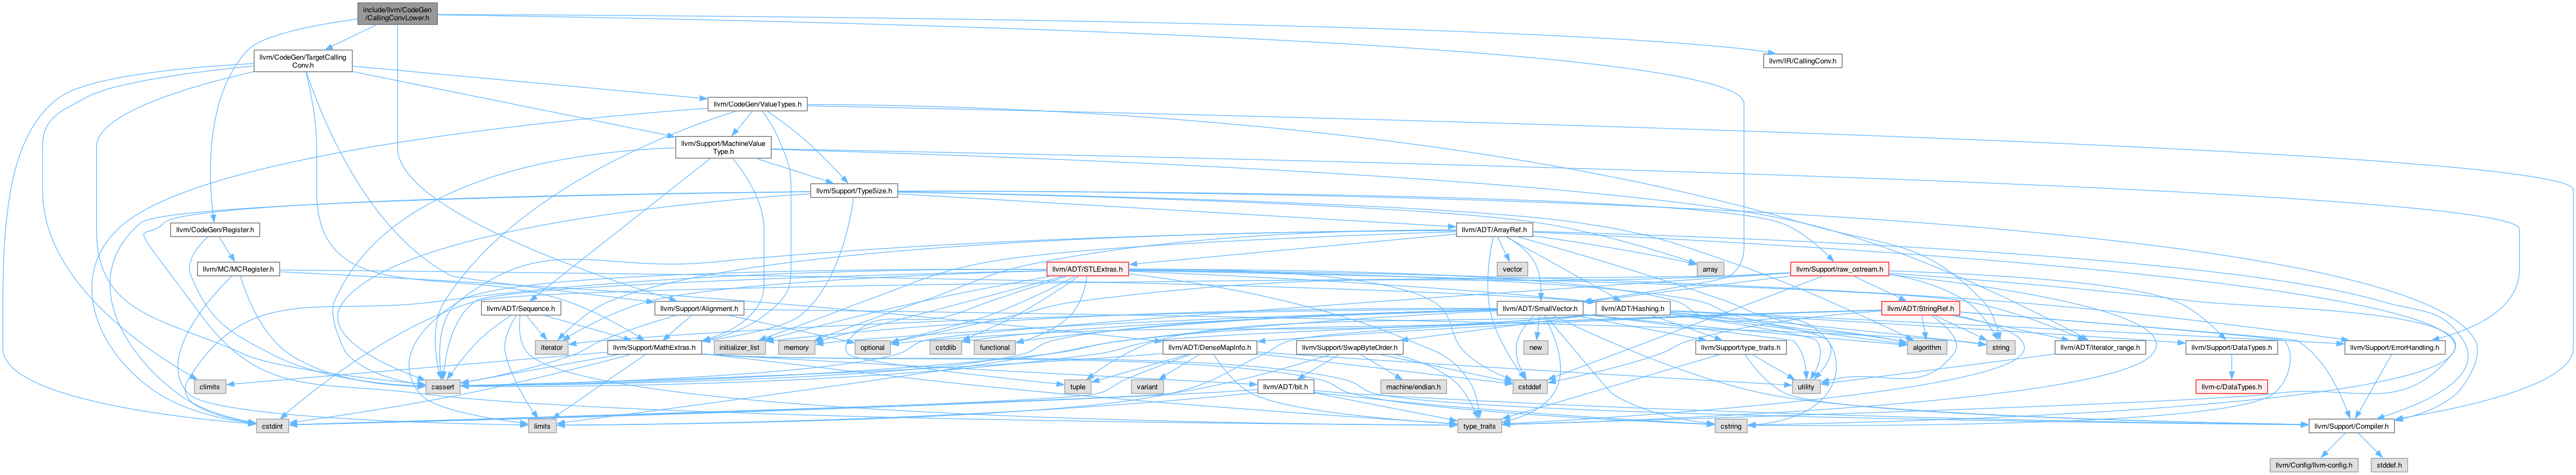 include/llvm/CodeGen
/CallingConvLower.h
llvm/CodeGen/TargetCalling
Conv.h
llvm/IR/CallingConv.h
llvm/CodeGen/ValueTypes.h
llvm/Support/MachineValue
Type.h
llvm/Support/TypeSize.h
llvm/CodeGen/Register.h
llvm/ADT/ArrayRef.h
llvm/MC/MCRegister.h
llvm/ADT/STLExtras.h
vector
array
llvm/Support/raw_ostream.h
llvm/ADT/Sequence.h
llvm/Support/Alignment.h
llvm/ADT/SmallVector.h
llvm/ADT/Hashing.h
llvm/ADT/StringRef.h
iterator
llvm/Support/MathExtras.h
initializer_list
memory
optional
cstdlib
functional
llvm/ADT/DenseMapInfo.h
llvm/Support/SwapByteOrder.h
new
llvm/Support/type_traits.h
algorithm
string
llvm/ADT/iterator_range.h
llvm/Support/DataTypes.h
llvm/Support/ErrorHandling.h
climits
cassert
tuple
variant
llvm/ADT/bit.h
machine/endian.h
cstddef
utility
llvm-c/DataTypes.h
cstdint
limits
type_traits
cstring
llvm/Support/Compiler.h
llvm/Config/llvm-config.h
stddef.h